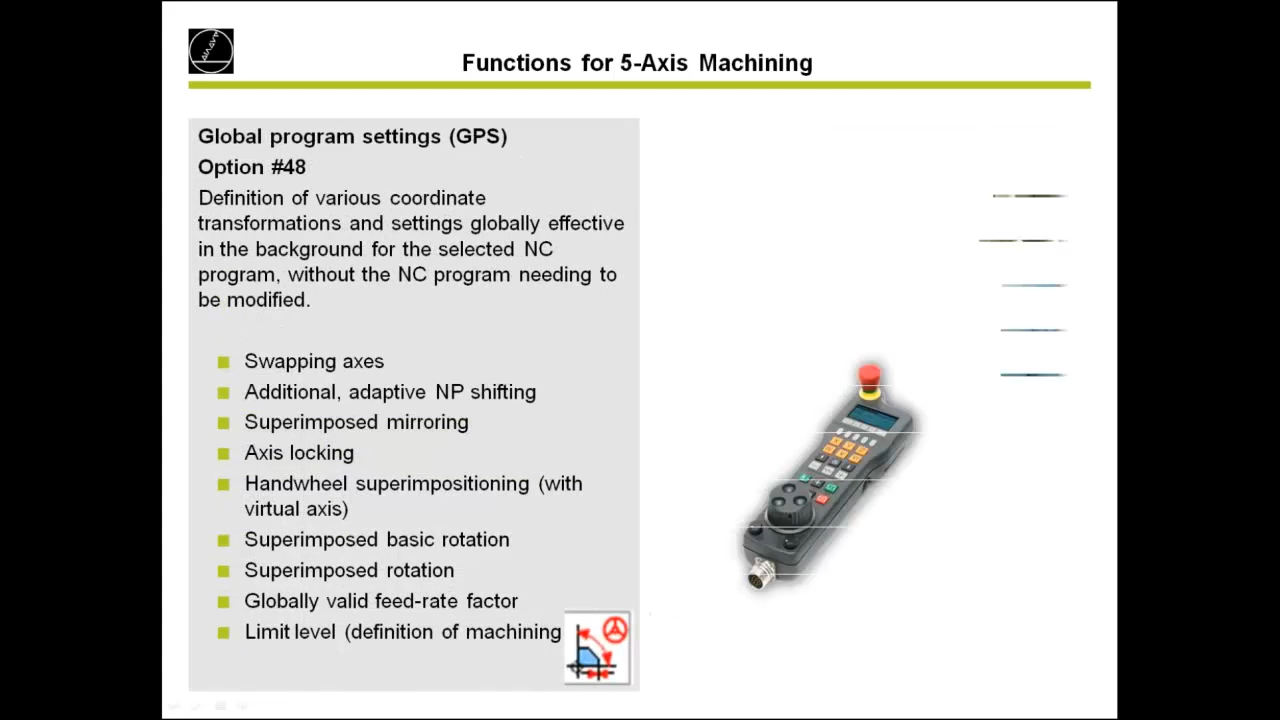 Functions for 5-Axis Machining
Global program settings (GPS)
Option #48
Definition of various coordinate
transformations and settings globally effective
in the background for the selected NC
program, without the NC program needing to
be modified.
Swapping axes
Additional, adaptive NP shifting
Superimposed mirroring
Axis locking
Handwheel superimpositioning (with
virtual axis)
Superimposed basic rotation
Superimposed rotation
Globally valid feed-rate factor
Limit level (definition of machining